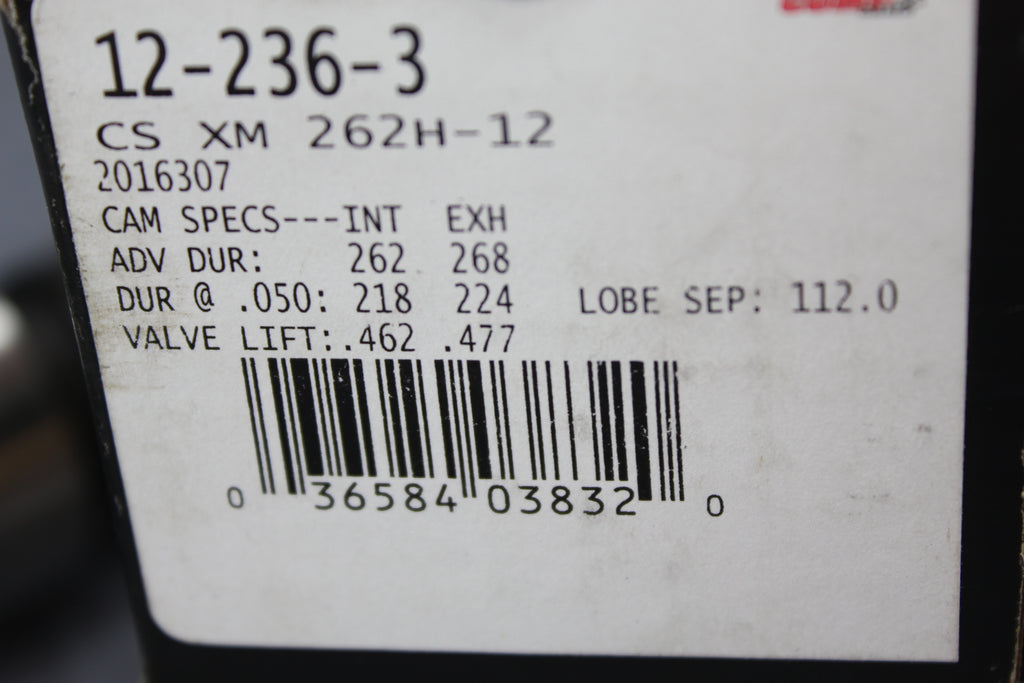 12-236-3
CS XM 262H-12
2016307
CAM SPECS---INT EXH
ADV DUR: 262 268
DUR @ .050: 218 224 LOBE SEP: 112.0
VALVE LIFT:.462 .477
0 36584 03832 0